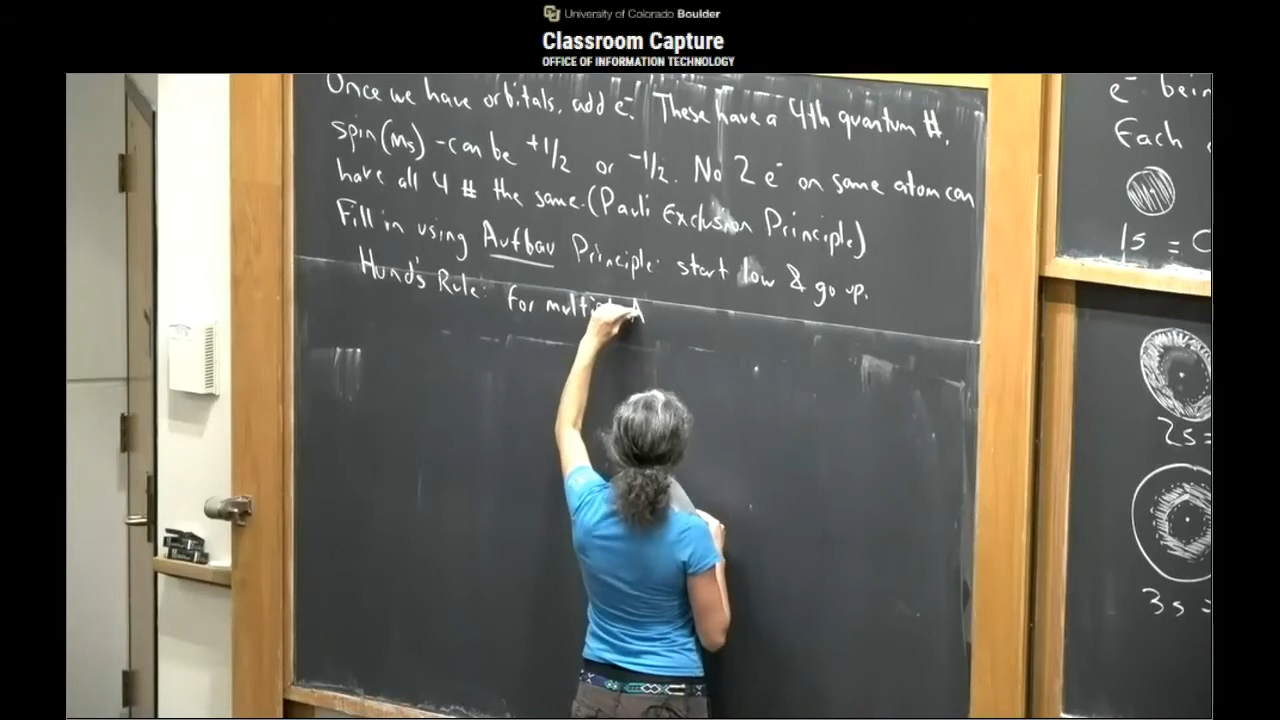 University of Colorado Boulder
Classroom Capture
OFFICE OF INFORMATION TECHNOLOGY
Once we have orbitals, add e⁻. These have a 4th quantum #,
spin (ms) - can be +1/2 or -1/2. No 2 e⁻ on same atom can
have all 4 # the same. (Pauli Exclusion Principle)
Fill in using Aufbau Principle: start low & go up.
Hund's Rule: for
e⁻
Each
1s =
2s=
3s=